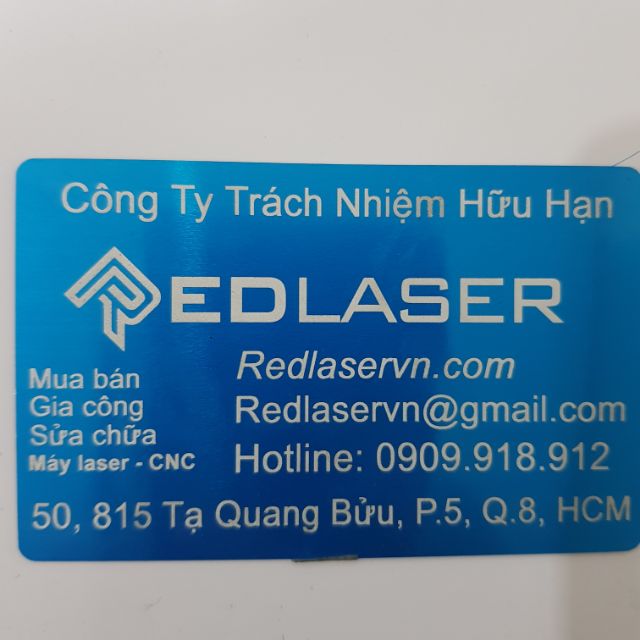 Công Ty Trách Nhiệm Hữu Hạn
REDLASER
Redlaservn.com
Mua bán
Gia công
Sửa chữa
Máy laser - CNC
Redlaservn@gmail.com
Hotline: 0909.918.912
50, 815 Tạ Quang Bửu, P.5, Q.8, HCM